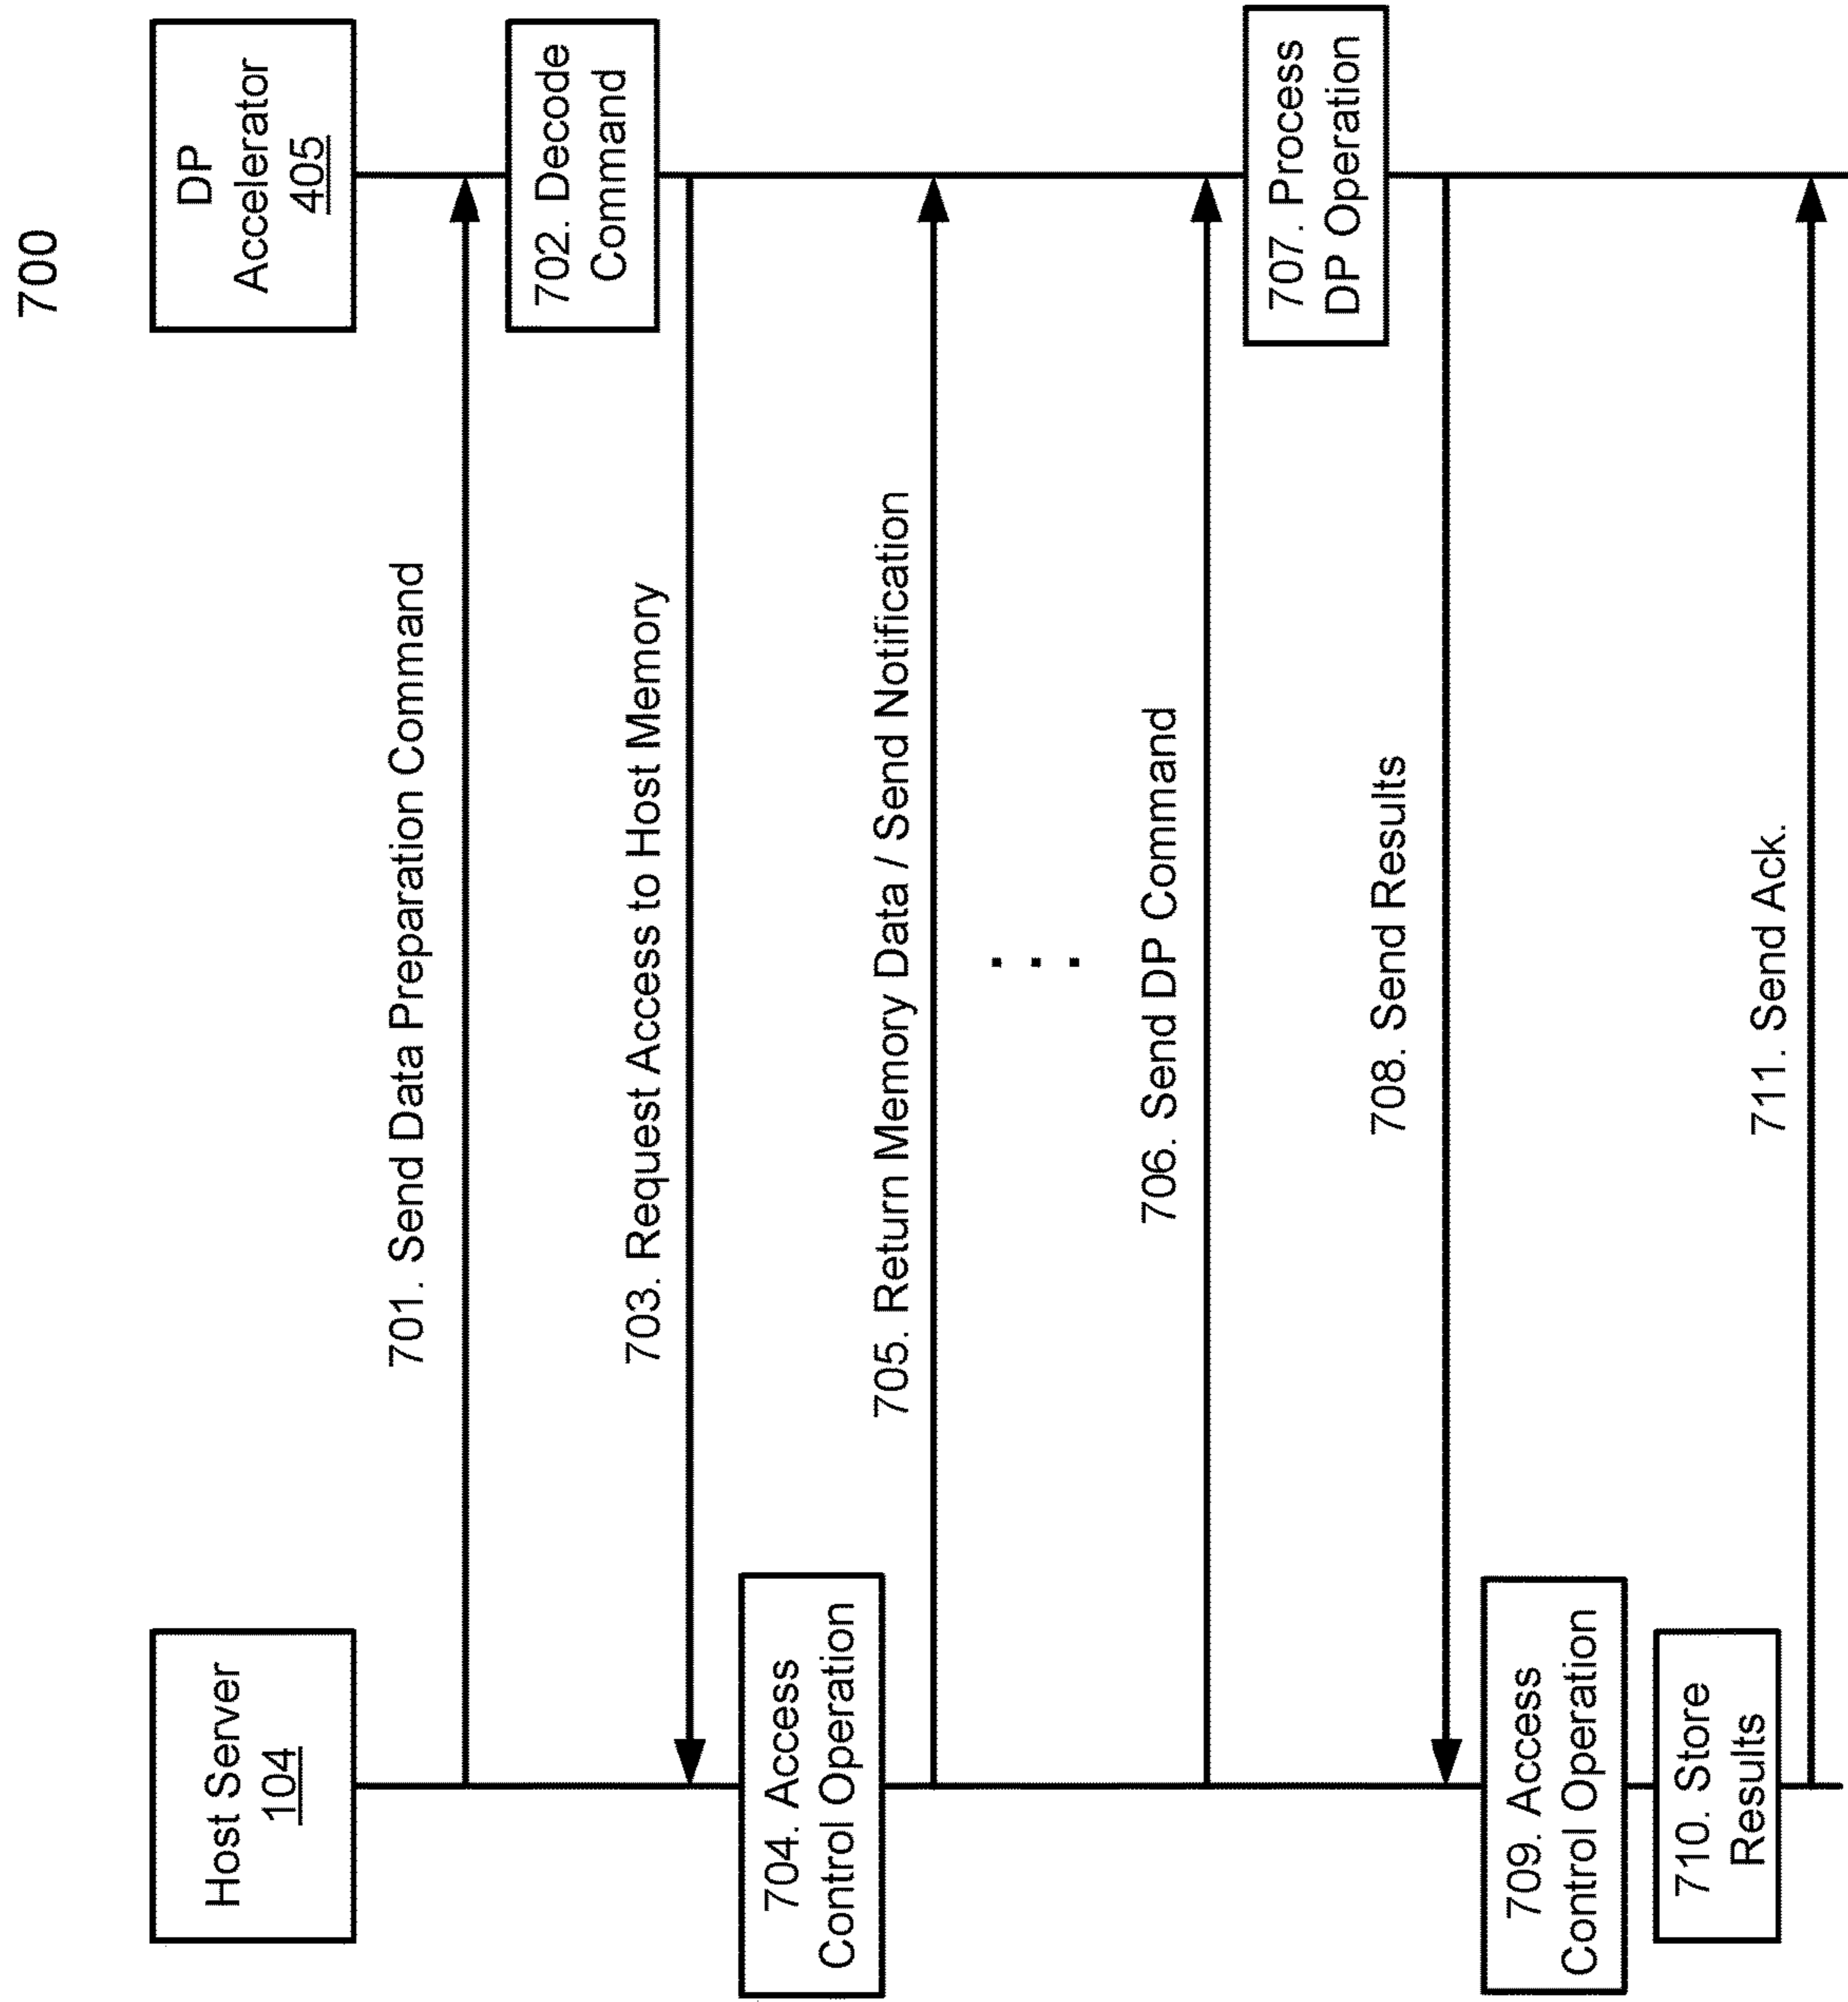 700
Host Server
104
DP
Accelerator
405
701. Send Data Preparation Command
702. Decode
Command
703. Request Access to Host Memory
704. Access
Control Operation
705. Return Memory Data / Send Notification
. . .
706. Send DP Command
707. Process
DP Operation
708. Send Results
709. Access
Control Operation
710. Store
Results
711. Send Ack.